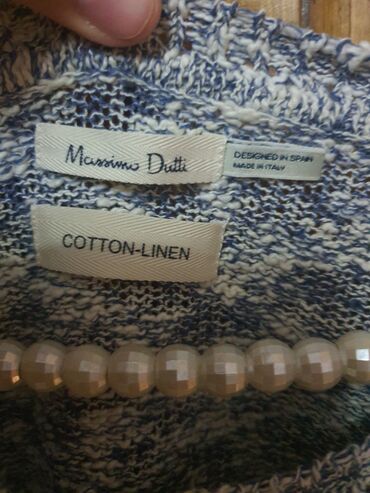 Massimo Dutti
DESIGNED IN SPAIN
MADE IN ITALY
COTTON-LINEN